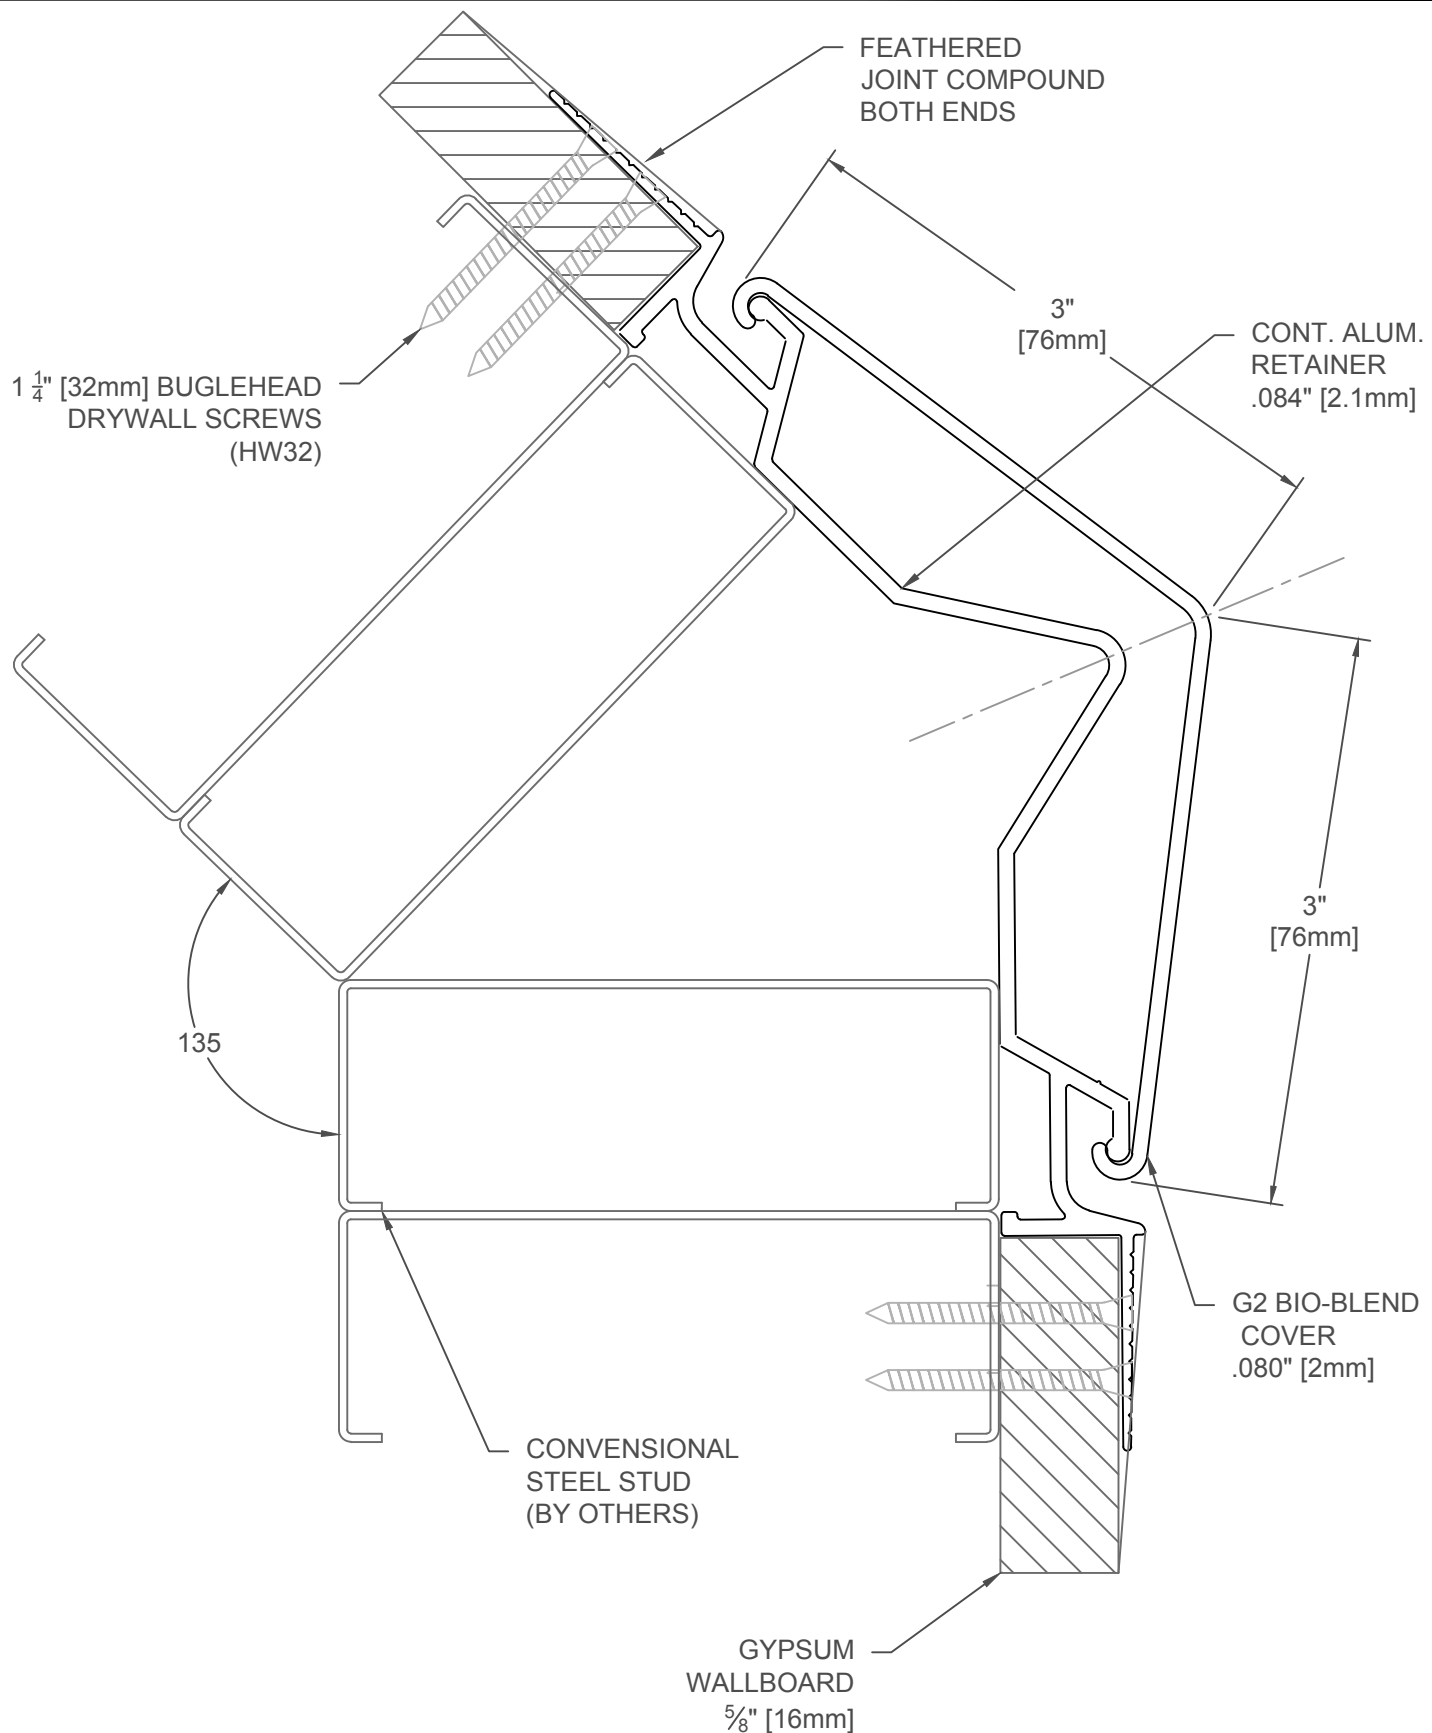 FEATHERED
JOINT COMPOUND
BOTH ENDS
3"
[76mm]
CONT. ALUM.
RETAINER
.084" [2.1mm]
1 1/4" [32mm] BUGLEHEAD
DRYWALL SCREWS
(HW32)
3"
[76mm]
135
G2 BIO-BLEND
COVER
.080" [2mm]
CONVENSIONAL
STEEL STUD
(BY OTHERS)
GYPSUM
WALLBOARD
5/8" [16mm]